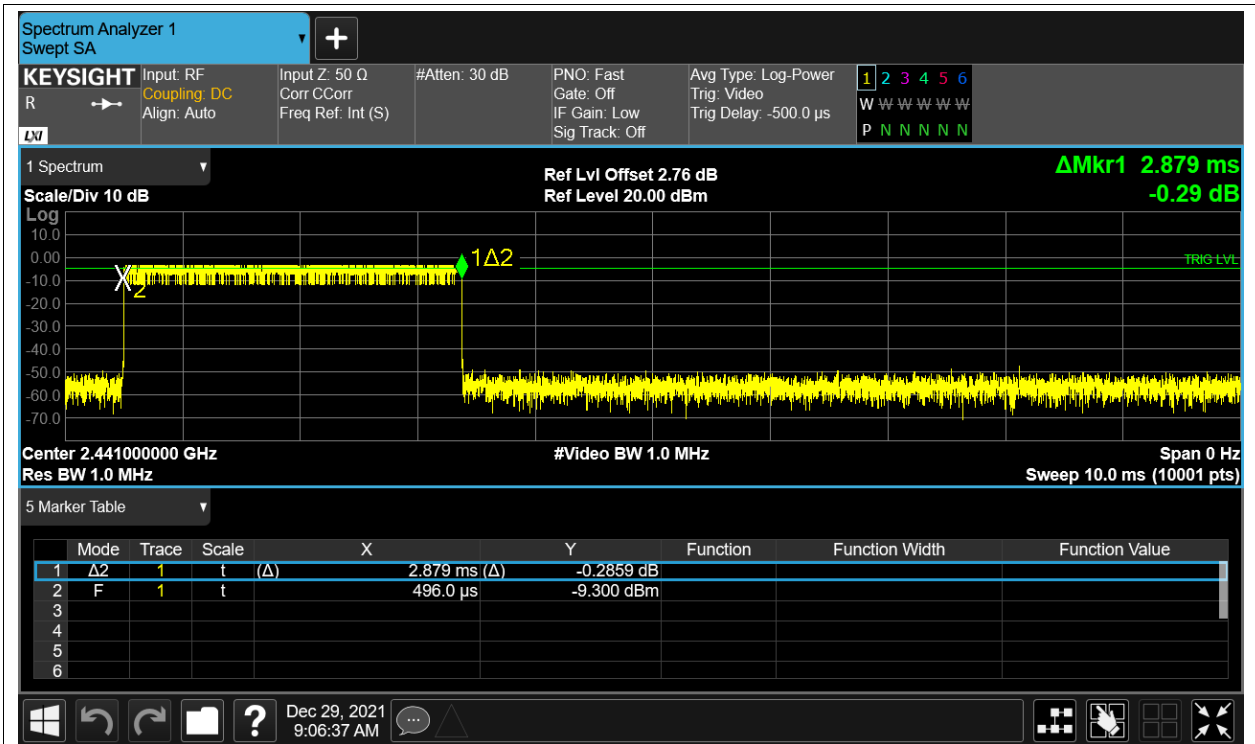 Spectrum Analyzer 1
Swept SA
KEYSIGHT Input: RF Input Z: 50 Ω #Atten: 30 dB PNO: Fast Avg Type: Log-Power 1 2 3 4 5 6
R Coupling: DC Corr CCorr Gate: Off Trig: Video W W W W W W
Align: Auto Freq Ref: Int (S) IF Gain: Low Trig Delay: -500.0 µs P N N N N N
LXI Sig Track: Off
1 Spectrum Ref Lvl Offset 2.76 dB ΔMkr1 2.879 ms
Scale/Div 10 dB Ref Level 20.00 dBm -0.29 dB
Log
10.0
0.00 1Δ2 TRIG LVL
-10.0 2
-20.0
-30.0
-40.0
-50.0
-60.0
-70.0
Center 2.441000000 GHz #Video BW 1.0 MHz Span 0 Hz
Res BW 1.0 MHz Sweep 10.0 ms (10001 pts)
5 Marker Table
Mode Trace Scale X Y Function Function Width Function Value
1 Δ2 1 t (Δ) 2.879 ms (Δ) -0.2859 dB
2 F 1 t 496.0 µs -9.300 dBm
3
4
5
6
? Dec 29, 2021
9:06:37 AM